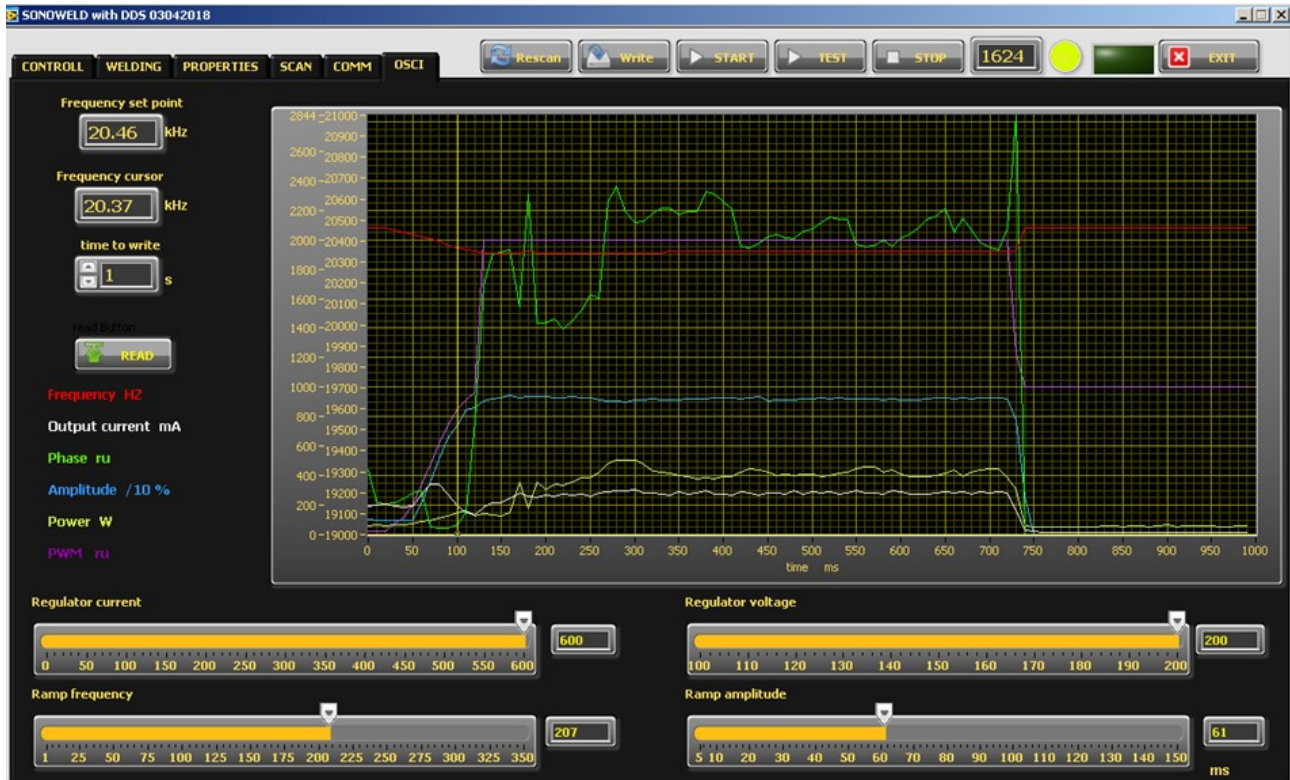 SONOWELD with DDS 03042018
CONTROLL WELDING PROPERTIES SCAN COMM OSCI
Rescan Write START TEST STOP 1624 EXIT
Frequency set point
20.46 kHz
Frequency cursor
20.37 kHz
time to write
1 s
read Button
READ
Frequency HZ
Output current mA
Phase ru
Amplitude /10 %
Power W
PWM ru
2844 21000
20900
2600 20800
2400 20700
20600
2200 20500
2000 20400
20300
1800 20200
1600 20100
1400 20000
19900
1200 19800
1000 19700
19600
800 19500
600 19400
400 19300
19200
200 19100
0 19000
0 50 100 150 200 250 300 350 400 450 500 550 600 650 700 750 800 850 900 950 1000
time ms
Regulator current
600
0 50 100 150 200 250 300 350 400 450 500 550 600
Regulator voltage
200
100 110 120 130 140 150 160 170 180 190 200
Ramp frequency
207
1 25 50 75 100 125 150 175 200 225 250 275 300 325 350
Ramp amplitude
61
5 10 20 30 40 50 60 70 80 90 100 110 120 130 140 150
ms